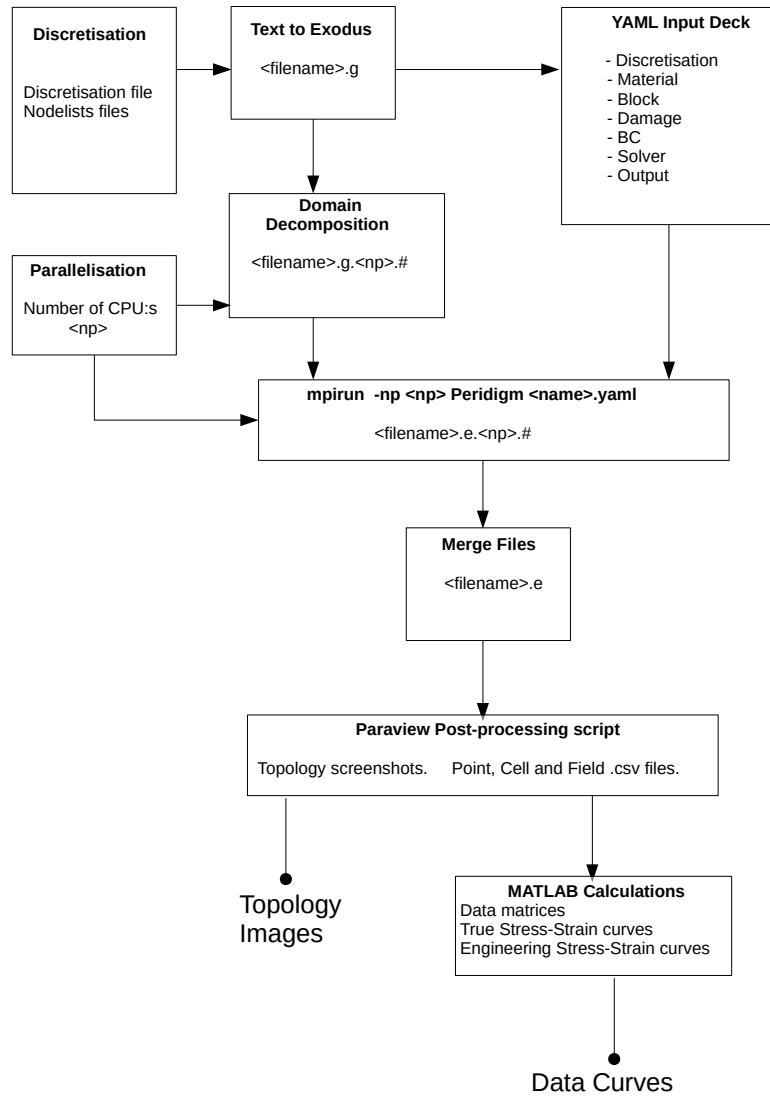 Discretisation
Discretisation file
Nodelists files
Text to Exodus
<filename>.g
YAML Input Deck
- Discretisation
- Material
- Block
- Damage
- BC
- Solver
- Output
Domain
Decomposition
<filename>.g.<np>.#
Parallelisation
Number of CPU:s
<np>
mpirun -np <np> Peridigm <name>.yaml
<filename>.e.<np>.#
Merge Files
<filename>.e
Paraview Post-processing script
Topology screenshots. Point, Cell and Field .csv files.
Topology
Images
MATLAB Calculations
Data matrices
True Stress-Strain curves
Engineering Stress-Strain curves
Data Curves